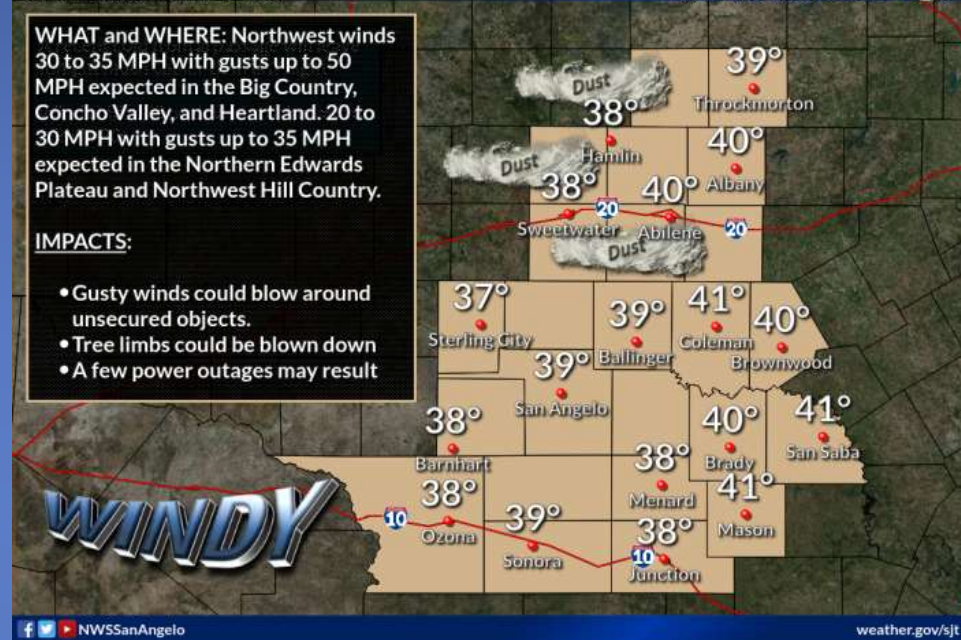 WHAT and WHERE: Northwest winds
30 to 35 MPH with gusts up to 50
MPH expected in the Big Country,
Concho Valley, and Heartland. 20 to
30 MPH with gusts up to 35 MPH
expected in the Northern Edwards
Plateau and Northwest Hill Country.
IMPACTS:
•Gusty winds could blow around
unsecured objects.
•Tree limbs could be blown down
•A few power outages may result
39°
Dust
Throckmorton
38°
Hamlin
40°
Albany
Dust
38°
40°
20
Sweetwater
Abilene
20
Dust
37°
Sterling City
39°
Ballinger
41°
Coleman
40°
Brownwood
39°
San Angelo
38°
Barnhart
40°
Brady
41°
San Saba
38°
Menard
41°
Mason
38°
Ozona
10
39°
Sonora
38°
10
Junction
WINDY
NWSSanAngelo
weather.gov/sjt